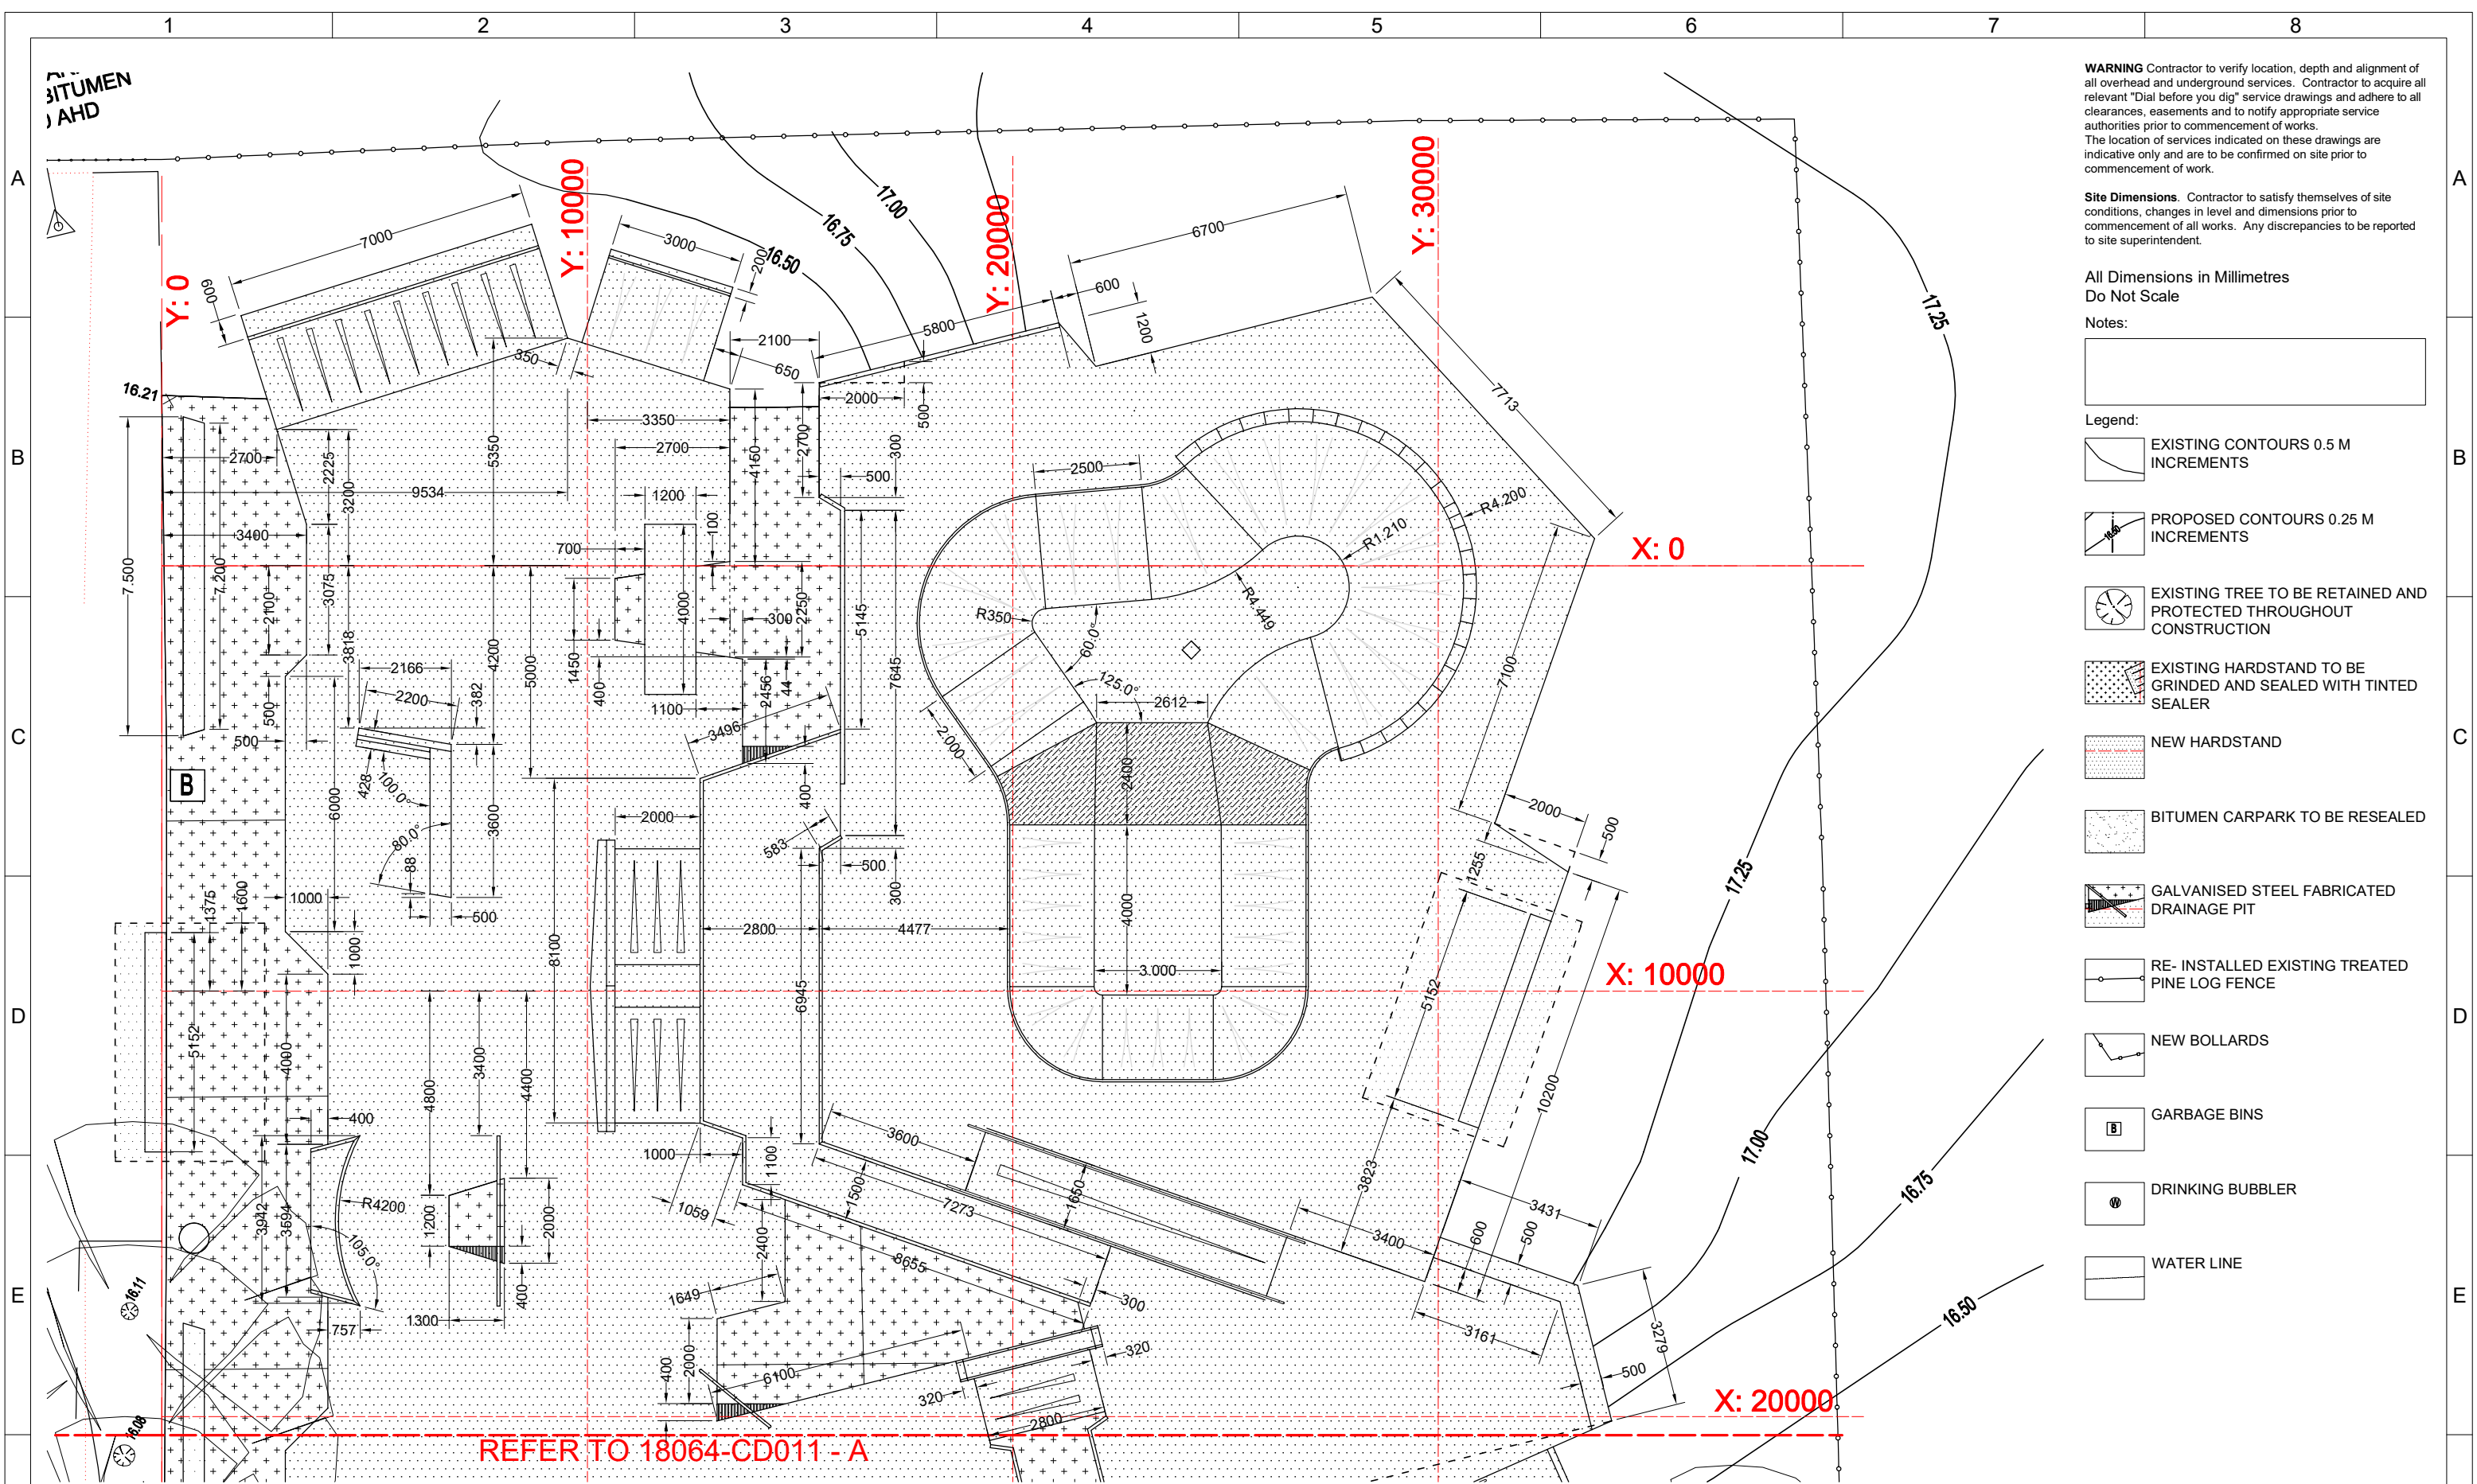 1 2 3 4 5 6 7 8
BITUMEN
AHD
A
B
C
D
E
A
B
C
D
E
Y: 0
Y: 10000
Y: 20000
Y: 30000
X: 0
X: 10000
X: 20000
REFER TO 18064-CD011 - A
16.50
16.75
17.00
17.25
17.25
17.00
16.75
16.50
16.21
16.11
16.08
7000
600
3000
200
350
2100
650
5800
600
6700
1200
7713
2000
500
3350
2700
5350
4150
2700
300
500
2700
2225
3200
9534
3400
1200
100
700
2500
R4.200
R1.210
7.500
7.200
2100
3075
3818
4200
5000
1450
400
4000
300
2250
5145
7645
R350
60.0°
R4.449
125.0°
2612
7100
2166
2200
382
500
500
1100
2456
44
3496
2.000
2400
B
428
100.0°
6000
80.0°
3600
88
500
2000
400
583
500
300
2000
500
1255
4375
1600
1000
1000
5152
4000
8100
2800
4477
6945
4000
3.000
5152
10200
4800
3400
4400
400
3942
3594
R4200
105.0°
757
1200
2000
400
1300
1000
1100
1059
1500
3600
7273
1650
8655
2400
1649
300
3823
3400
3431
600
500
3161
3279
500
400
2000
6100
320
320
2800
WARNING Contractor to verify location, depth and alignment of
all overhead and underground services. Contractor to acquire all
relevant "Dial before you dig" service drawings and adhere to all
clearances, easements and to notify appropriate service
authorities prior to commencement of works.
The location of services indicated on these drawings are
indicative only and are to be confirmed on site prior to
commencement of work.
Site Dimensions. Contractor to satisfy themselves of site
conditions, changes in level and dimensions prior to
commencement of all works. Any discrepancies to be reported
to site superintendent.
All Dimensions in Millimetres
Do Not Scale
Notes:
Legend:
EXISTING CONTOURS 0.5 M
INCREMENTS
16.50
PROPOSED CONTOURS 0.25 M
INCREMENTS
EXISTING TREE TO BE RETAINED AND
PROTECTED THROUGHOUT
CONSTRUCTION
EXISTING HARDSTAND TO BE
GRINDED AND SEALED WITH TINTED
SEALER
NEW HARDSTAND
BITUMEN CARPARK TO BE RESEALED
GALVANISED STEEL FABRICATED
DRAINAGE PIT
RE- INSTALLED EXISTING TREATED
PINE LOG FENCE
NEW BOLLARDS
B
GARBAGE BINS
W
DRINKING BUBBLER
WATER LINE